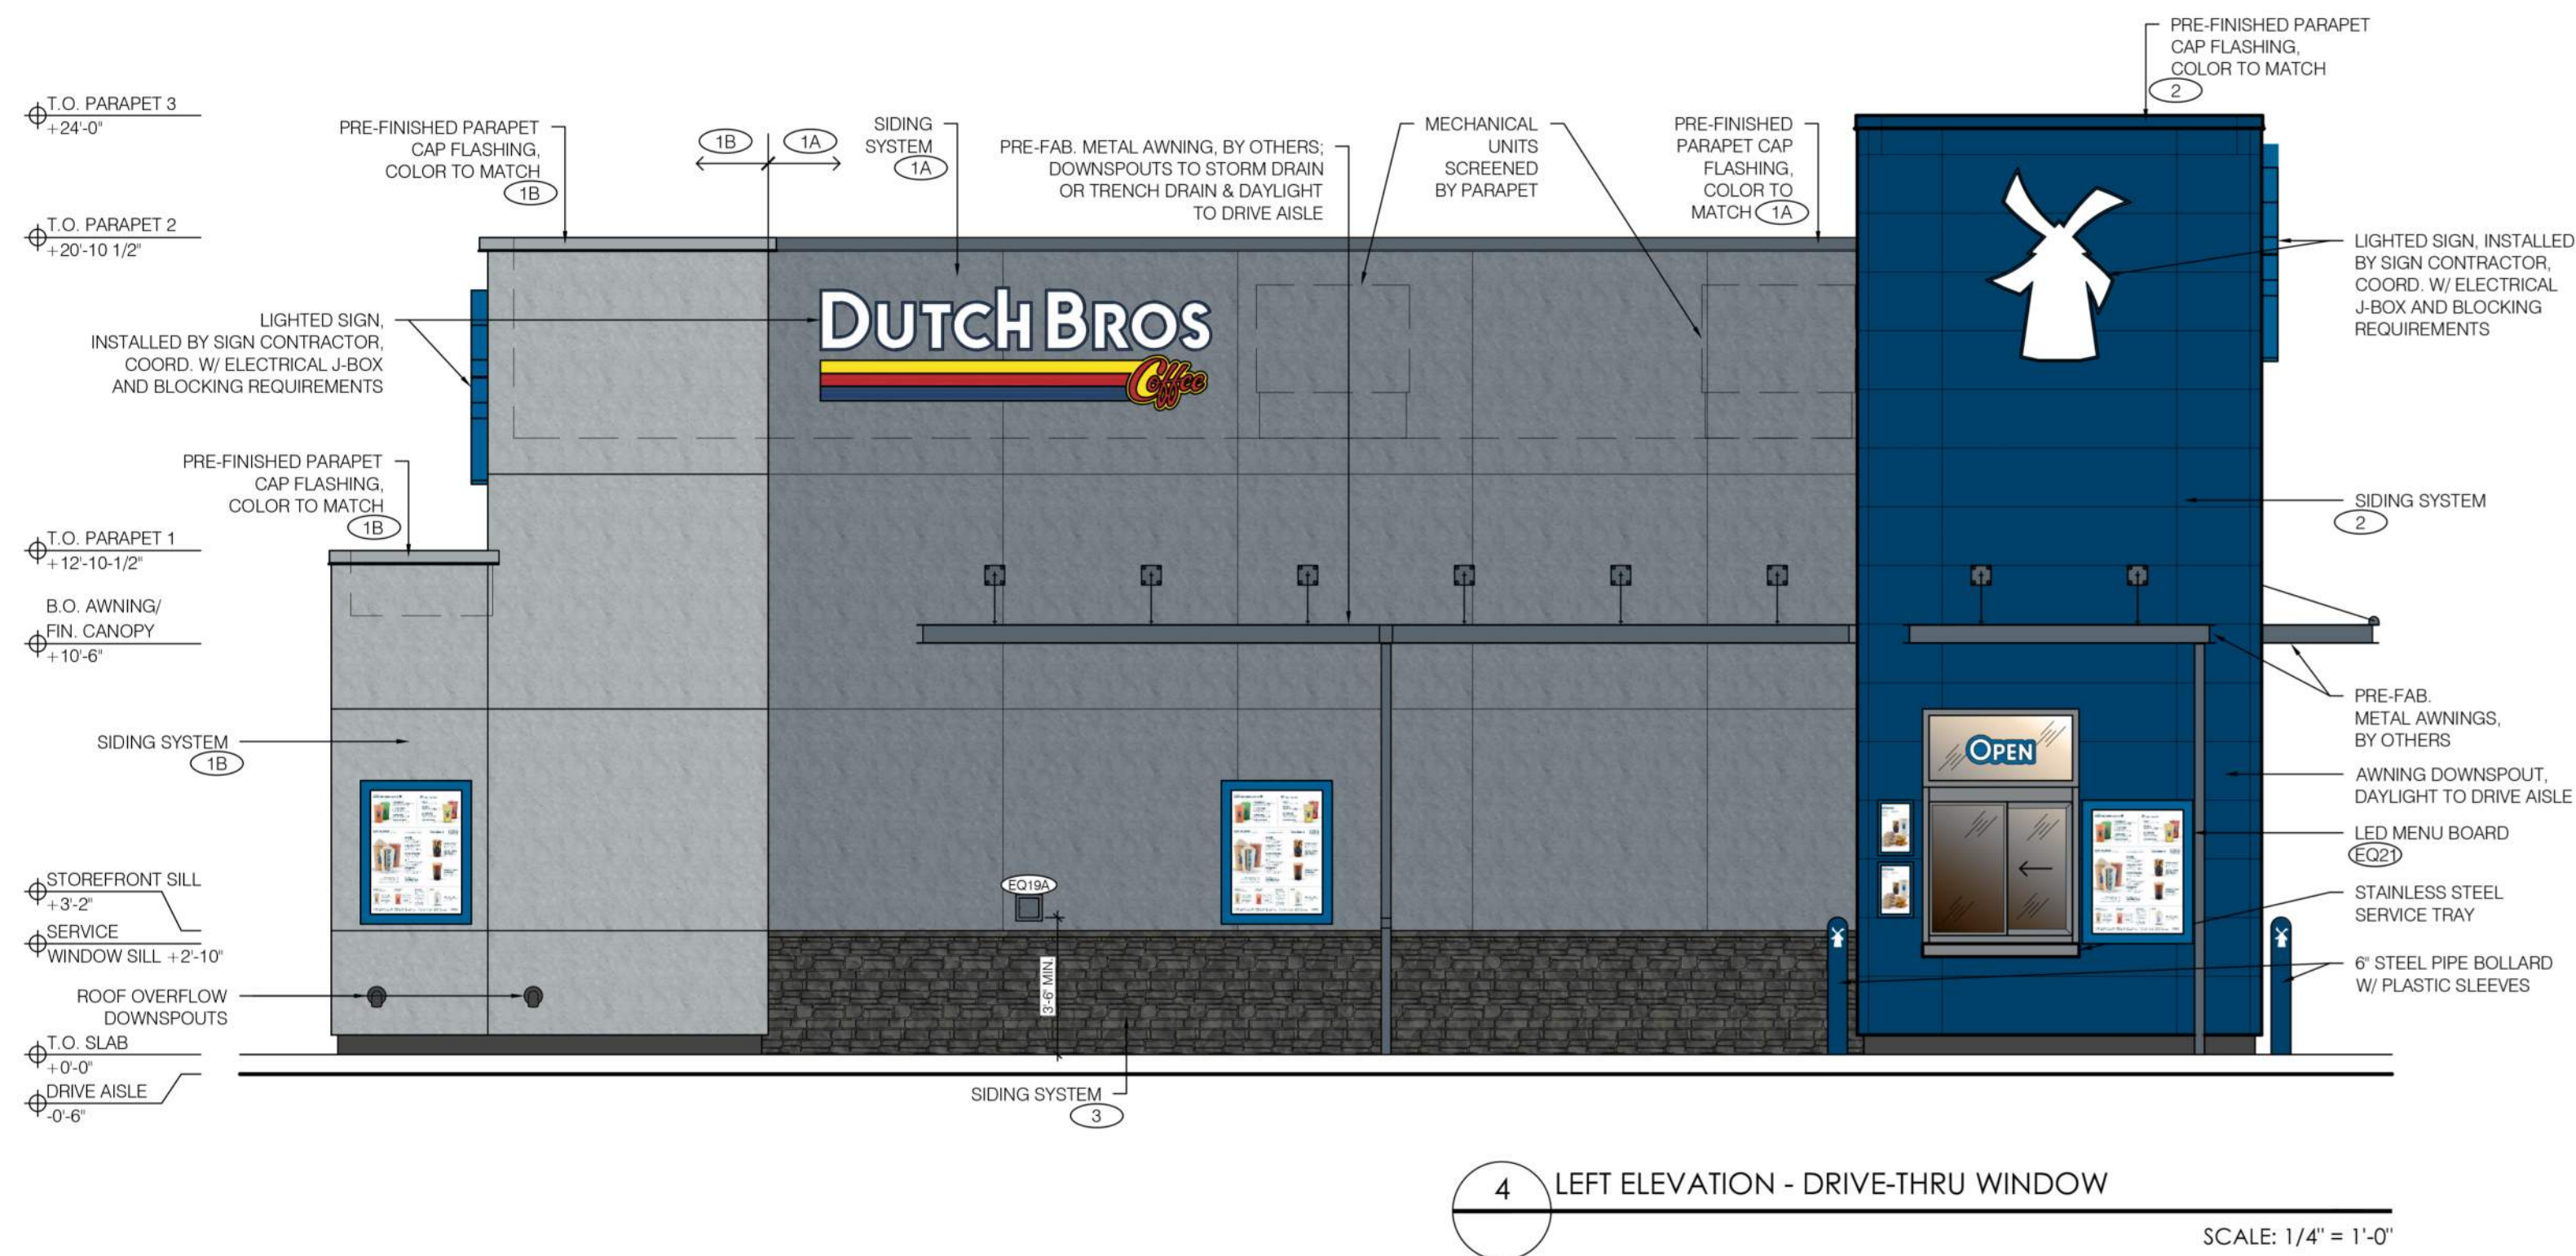 PRE-FINISHED PARAPET
CAP FLASHING,
COLOR TO MATCH
2
T.O. PARAPET 3
+24'-0"
PRE-FINISHED PARAPET
CAP FLASHING,
COLOR TO MATCH
1B
1B
1A
SIDING
SYSTEM
1A
PRE-FAB. METAL AWNING, BY OTHERS;
DOWNSPOUTS TO STORM DRAIN
OR TRENCH DRAIN & DAYLIGHT
TO DRIVE AISLE
MECHANICAL
UNITS
SCREENED
BY PARAPET
PRE-FINISHED
PARAPET CAP
FLASHING,
COLOR TO
MATCH 1A
T.O. PARAPET 2
+20'-10 1/2"
LIGHTED SIGN, INSTALLED
BY SIGN CONTRACTOR,
COORD. W/ ELECTRICAL
J-BOX AND BLOCKING
REQUIREMENTS
LIGHTED SIGN,
INSTALLED BY SIGN CONTRACTOR,
COORD. W/ ELECTRICAL J-BOX
AND BLOCKING REQUIREMENTS
DUTCH BROS
Coffee
PRE-FINISHED PARAPET
CAP FLASHING,
COLOR TO MATCH
1B
SIDING SYSTEM
2
T.O. PARAPET 1
+12'-10-1/2"
B.O. AWNING/
FIN. CANOPY
+10'-6"
PRE-FAB.
METAL AWNINGS,
BY OTHERS
SIDING SYSTEM
1B
OPEN
AWNING DOWNSPOUT,
DAYLIGHT TO DRIVE AISLE
LED MENU BOARD
EQ21
STOREFRONT SILL
+3'-2"
EQ19A
STAINLESS STEEL
SERVICE TRAY
SERVICE
WINDOW SILL +2'-10"
3'-6" MIN.
6" STEEL PIPE BOLLARD
W/ PLASTIC SLEEVES
ROOF OVERFLOW
DOWNSPOUTS
T.O. SLAB
+0'-0"
DRIVE AISLE
-0'-6"
SIDING SYSTEM
3
4
LEFT ELEVATION - DRIVE-THRU WINDOW
SCALE: 1/4" = 1'-0"